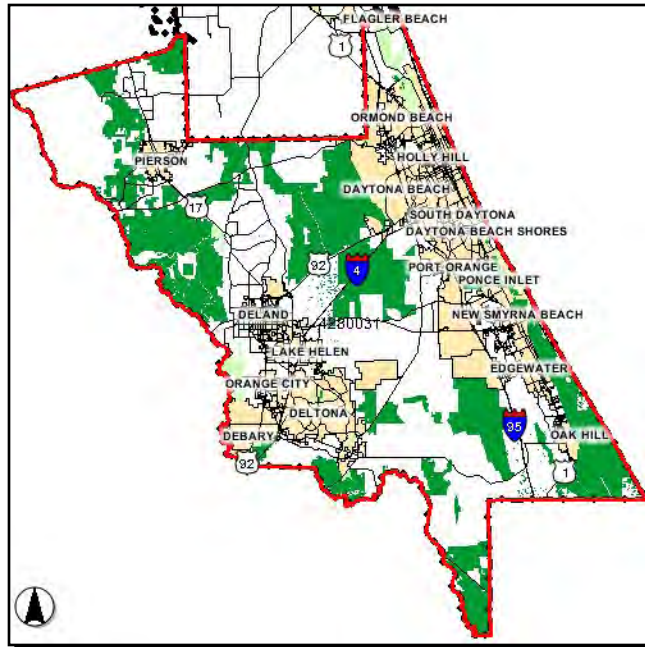 FLAGLER BEACH
1
ORMOND BEACH
HOLLY HILL
PIERSON
DAYTONA BEACH
17
SOUTH DAYTONA
DAYTONA BEACH SHORES
92
4
PORT ORANGE
PONCE INLET
DELAND
4280031
NEW SMYRNA BEACH
LAKE HELEN
EDGEWATER
ORANGE CITY
DELTONA
95
DEBARY
OAK HILL
92
1